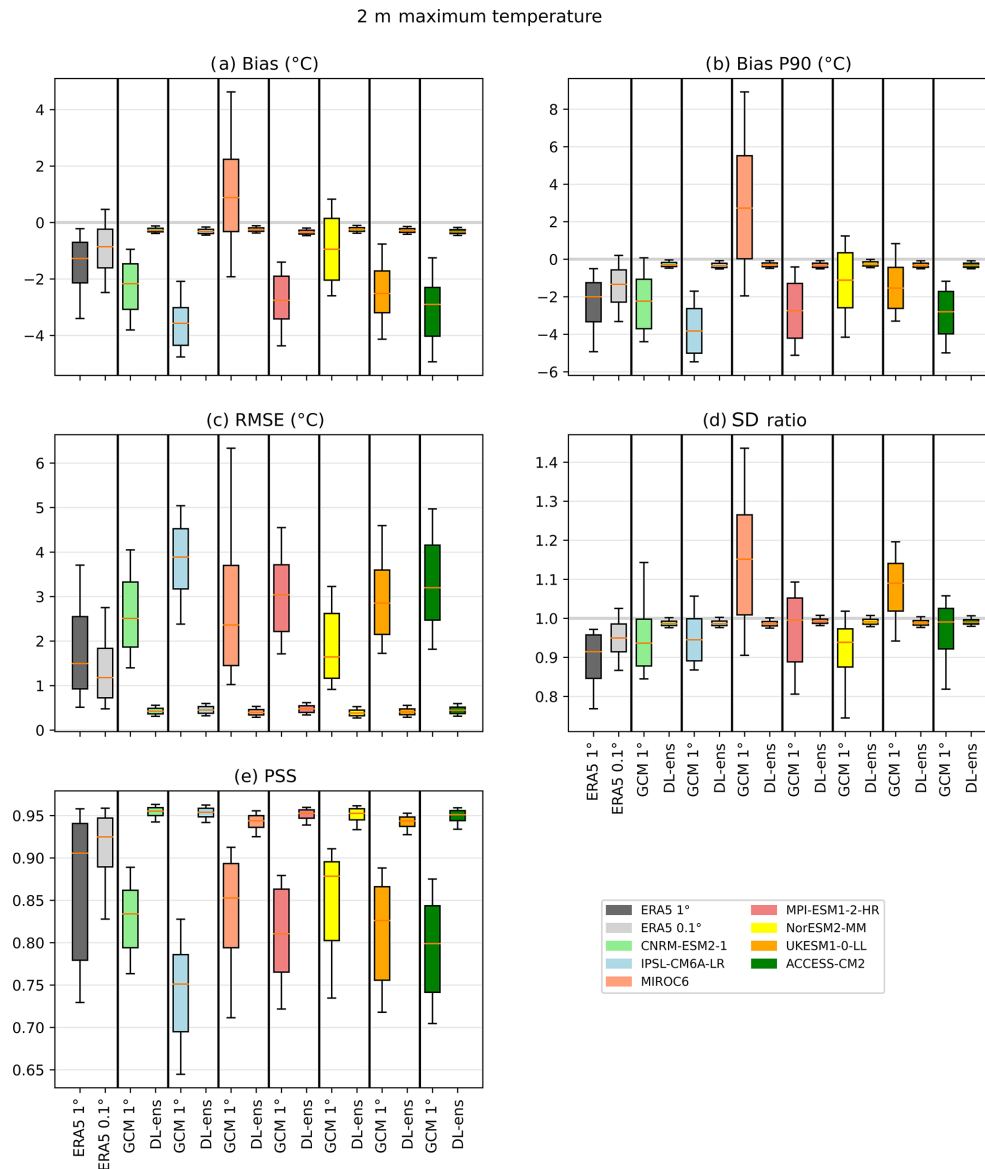 2 m maximum temperature
(a) Bias (°C)
4
2
0
−2
−4
(b) Bias P90 (°C)
8
6
4
2
0
−2
−4
−6
(c) RMSE (°C)
6
5
4
3
2
1
0
(d) SD ratio
1.4
1.3
1.2
1.1
1.0
0.9
0.8
ERA5 1°
ERA5 0.1°
GCM 1°
DL-ens
GCM 1°
DL-ens
GCM 1°
DL-ens
GCM 1°
DL-ens
GCM 1°
DL-ens
GCM 1°
DL-ens
GCM 1°
DL-ens
(e) PSS
0.95
0.90
0.85
0.80
0.75
0.70
0.65
ERA5 1°
ERA5 0.1°
GCM 1°
DL-ens
GCM 1°
DL-ens
GCM 1°
DL-ens
GCM 1°
DL-ens
GCM 1°
DL-ens
GCM 1°
DL-ens
GCM 1°
DL-ens
ERA5 1°
ERA5 0.1°
CNRM-ESM2-1
IPSL-CM6A-LR
MIROC6
MPI-ESM1-2-HR
NorESM2-MM
UKESM1-0-LL
ACCESS-CM2